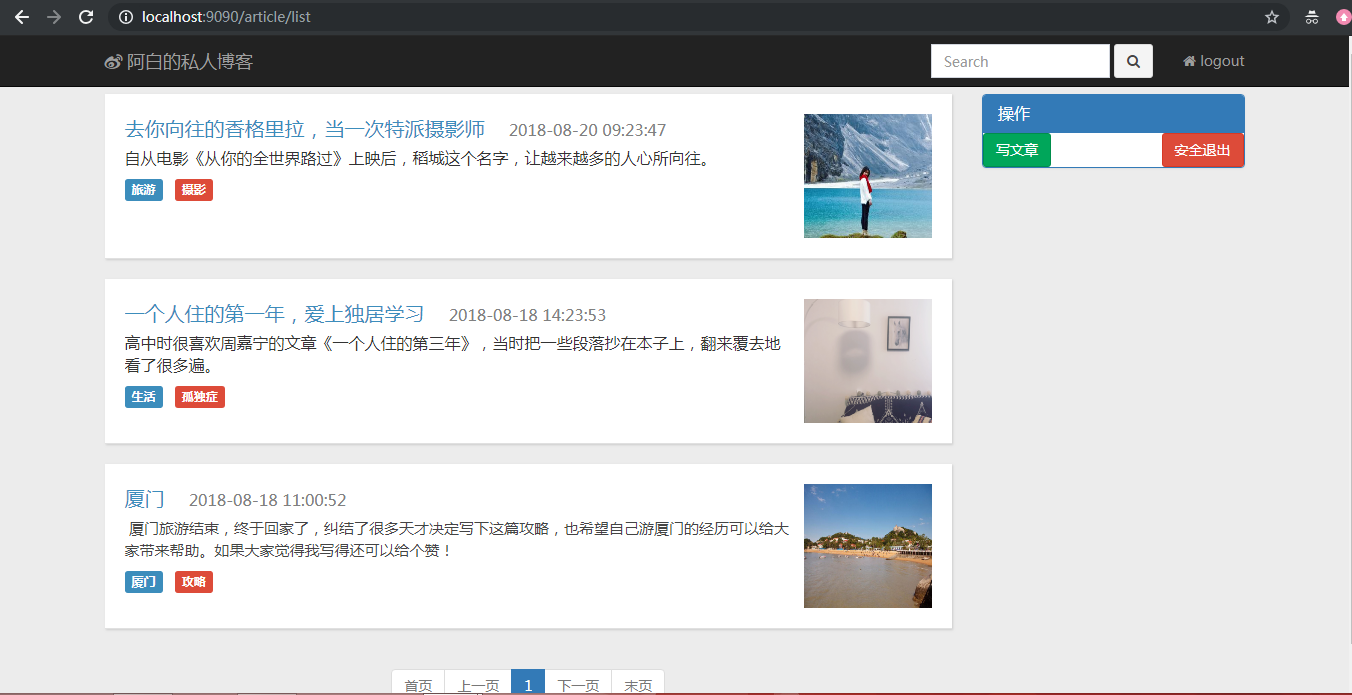 localhost:9090/article/list
阿白的私人博客
Search
logout
去你向往的香格里拉，当一次特派摄影师 2018-08-20 09:23:47
自从电影《从你的全世界路过》上映后，稻城这个名字，让越来越多的人心所向往。
旅游 摄影
一个人住的第一年，爱上独居学习 2018-08-18 14:23:53
高中时很喜欢周嘉宁的文章《一个人住的第三年》，当时把一些段落抄在本子上，翻来覆去地
看了很多遍。
生活 孤独症
厦门 2018-08-18 11:00:52
厦门旅游结束，终于回家了，纠结了很多天才决定写下这篇攻略，也希望自己游厦门的经历可以给大
家带来帮助。如果大家觉得我写得还可以给个赞！
厦门 攻略
首页 上一页 1 下一页 末页
操作
写文章 安全退出